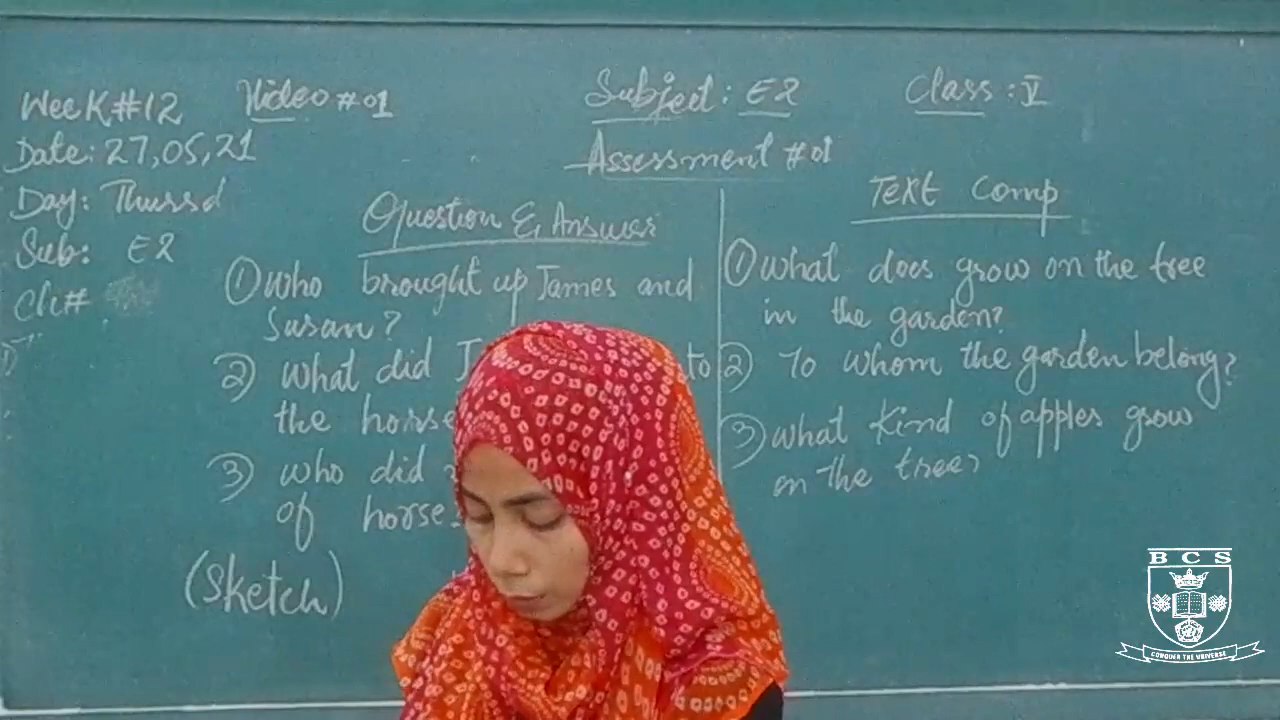 Week#12 Video #01
Subject: E2
Class: V
Date: 27,05,21
Assessment #01
Day: Thursd
Sub: E2
Ch#
Question & Answer
① who brought up James and
Susan?
② what did to
the horse
③ who did
of horse
(Sketch)
Text Comp
① What does grow on the tree
in the garden?
② To whom the garden belong?
③ what kind of apples grow
on the tree?
BCS
CONQUER THE UNIVERSE